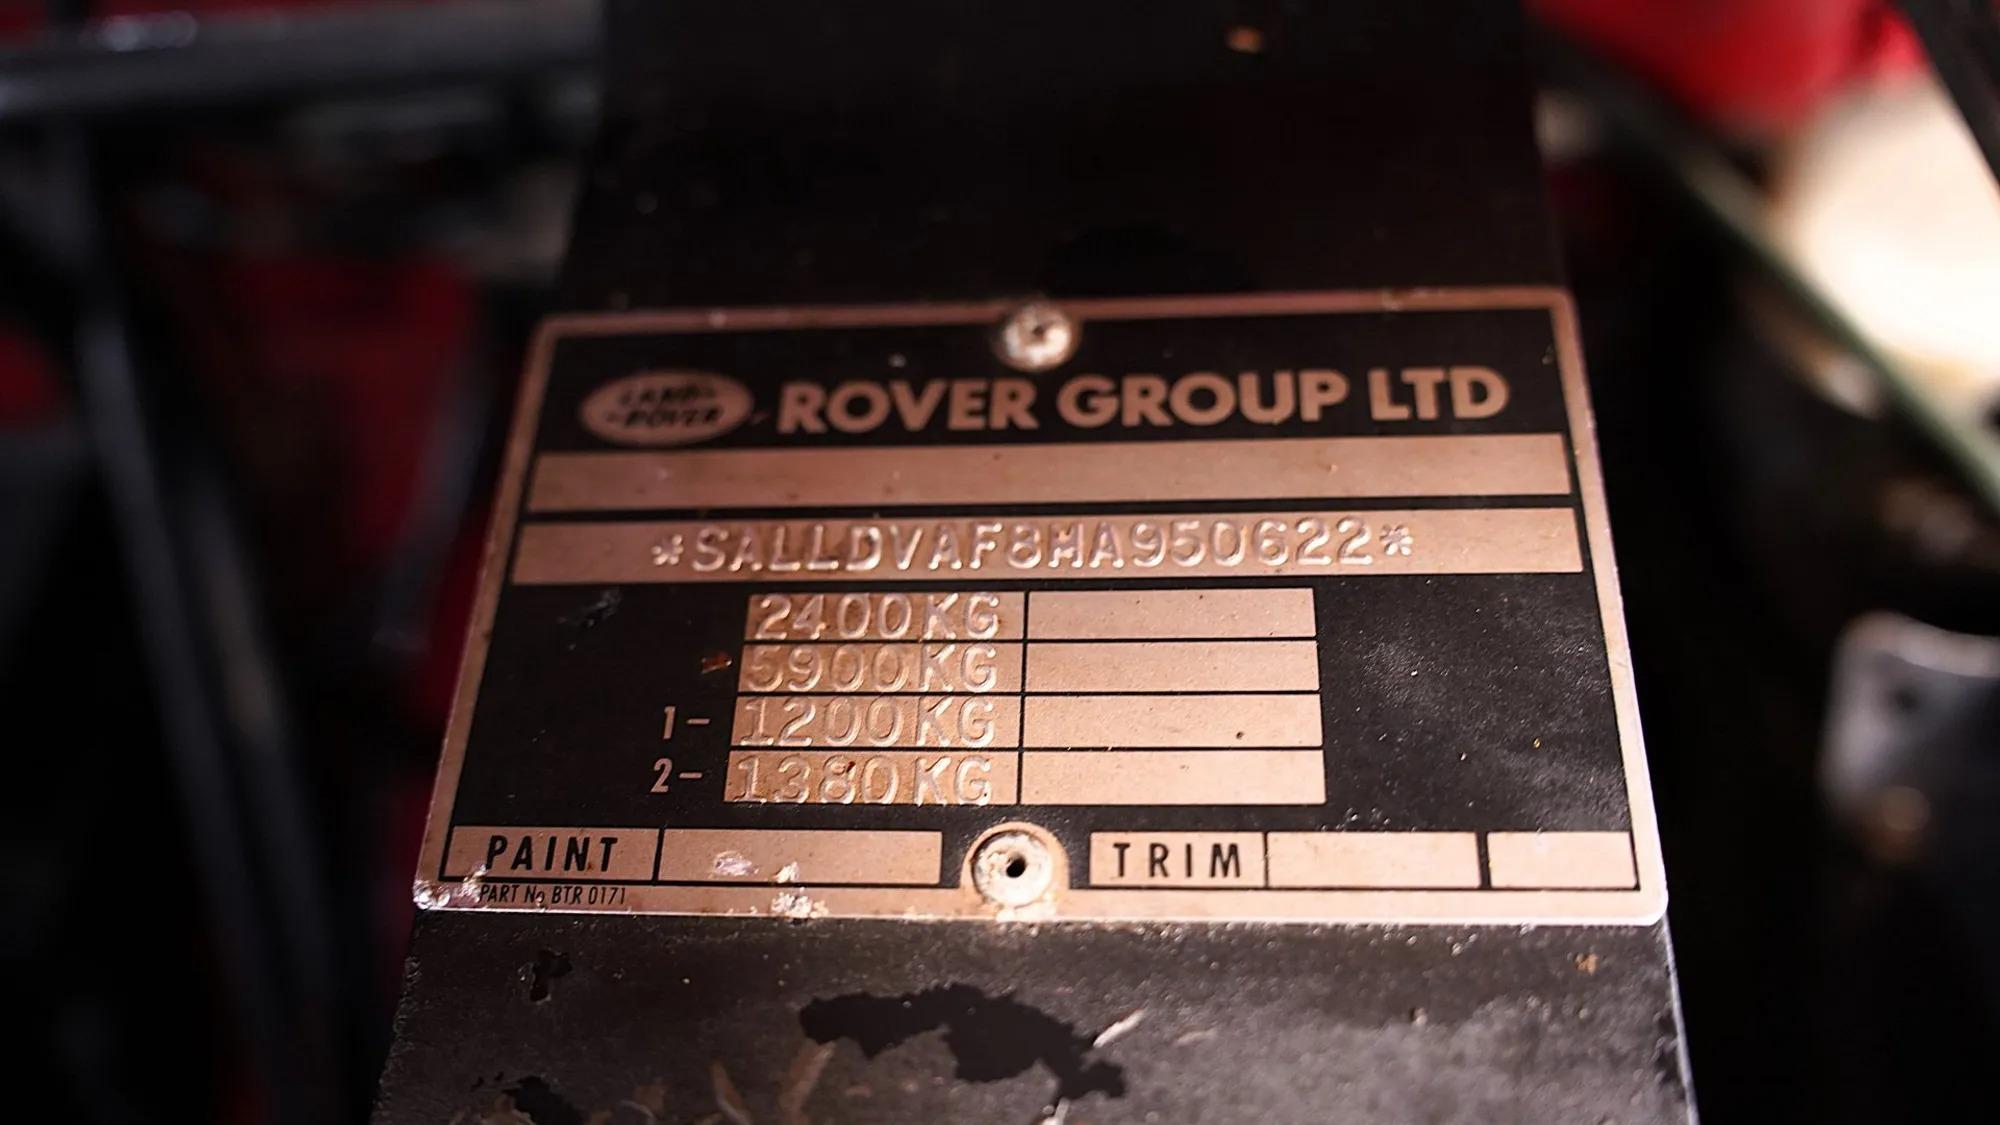 LAND-
-ROVER
ROVER GROUP LTD
*SALLDVAF8MA950622*
2400KG
5900KG
1- 1200KG
2- 1380KG
PAINT TRIM
PART No BTR 0171